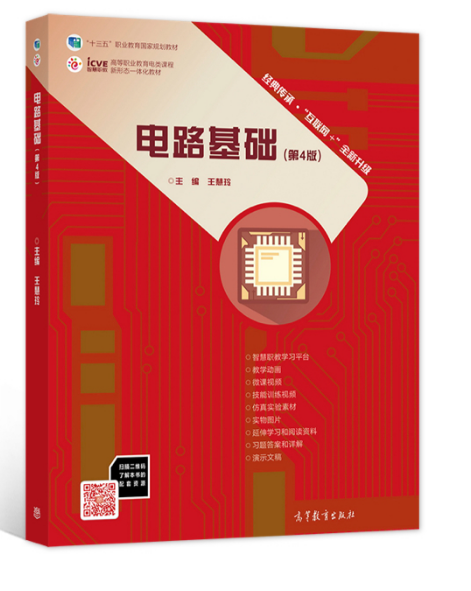 "十三五"职业教育国家规划教材
icve 高等职业教育电类课程
智慧职教 新形态一体化教材
经典传承·"互联网+"全新升级
电路基础(第4版)
○主 编 王慧玲
电路基础(第4版)
○主编 王慧玲
○智慧职教学习平台
○教学动画
○微课视频
○技能训练视频
○仿真实验素材
○实物图片
○延伸学习和阅读资料
○习题答案和详解
○演示文稿
扫描二维码
了解本书的
配套资源
高等教育出版社